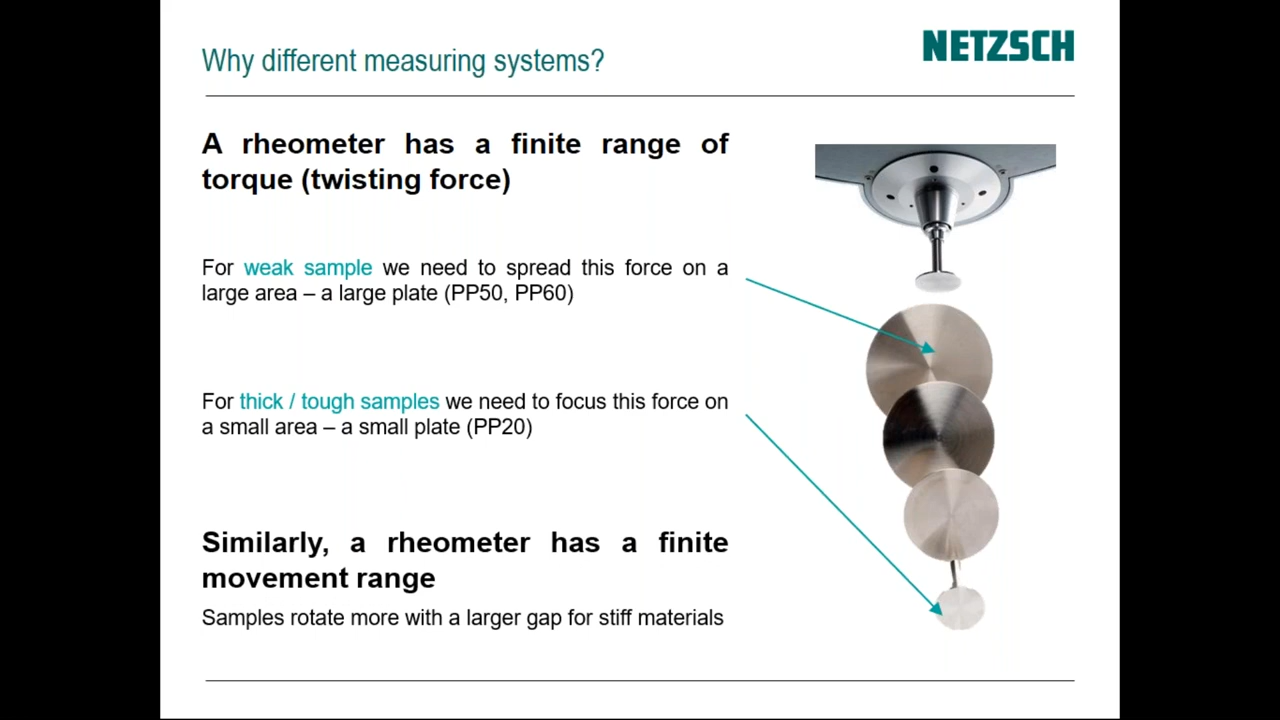 Why different measuring systems?
NETZSCH
A rheometer has a finite range of
torque (twisting force)
For weak sample we need to spread this force on a
large area – a large plate (PP50, PP60)
For thick / tough samples we need to focus this force on
a small area – a small plate (PP20)
Similarly, a rheometer has a finite
movement range
Samples rotate more with a larger gap for stiff materials